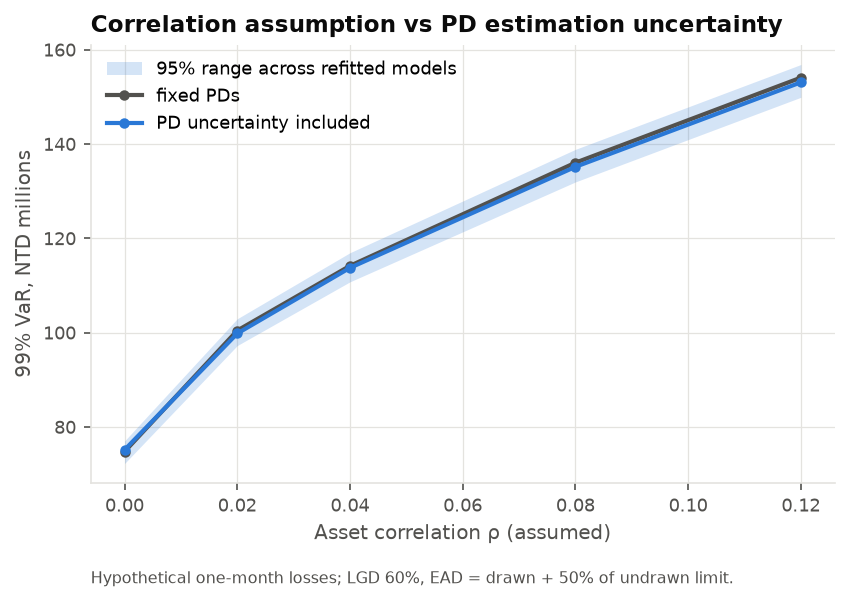 Correlation assumption vs PD estimation uncertainty
95% range across refitted models
fixed PDs
PD uncertainty included
99% VaR, NTD millions
160
140
120
100
80
0.00 0.02 0.04 0.06 0.08 0.10 0.12
Asset correlation ρ (assumed)
Hypothetical one-month losses; LGD 60%, EAD = drawn + 50% of undrawn limit.